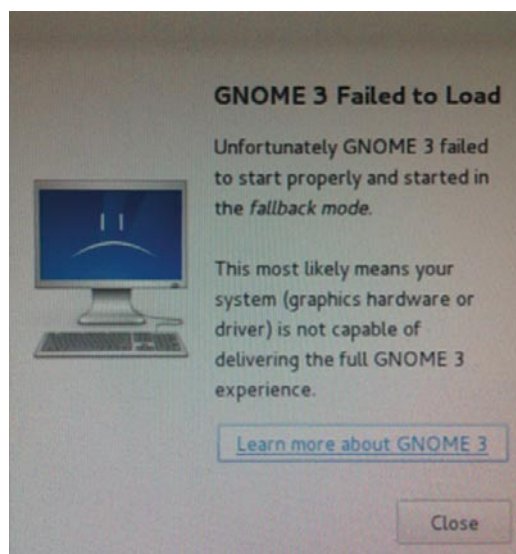 GNOME 3 Failed to Load
Unfortunately GNOME 3 failed
to start properly and started in
the fallback mode.
This most likely means your
system (graphics hardware or
driver) is not capable of
delivering the full GNOME 3
experience.
Learn more about GNOME 3
Close